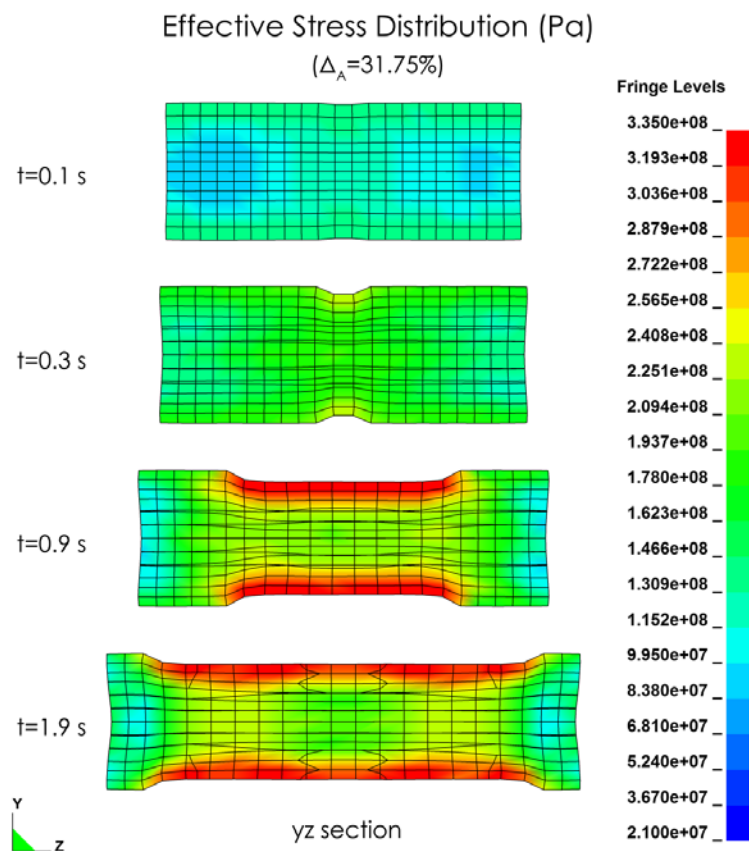 Effective Stress Distribution (Pa)
(Δ_A=31.75%)
Fringe Levels
3.350e+08
3.193e+08
3.036e+08
2.879e+08
2.722e+08
2.565e+08
2.408e+08
2.251e+08
2.094e+08
1.937e+08
1.780e+08
1.623e+08
1.466e+08
1.309e+08
1.152e+08
9.950e+07
8.380e+07
6.810e+07
5.240e+07
3.670e+07
2.100e+07
t=0.1 s
t=0.3 s
t=0.9 s
t=1.9 s
Y
Z
yz section